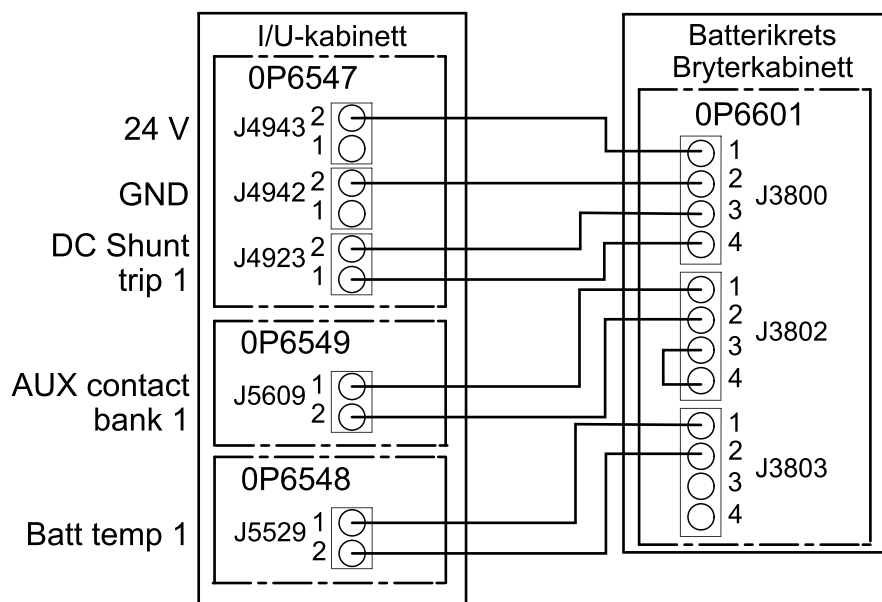 I/U-kabinett
0P6547
24 V
J4943
2
1
GND
J4942
2
1
DC Shunt
trip 1
J4923
2
1
0P6549
AUX contact
bank 1
J5609
1
2
0P6548
Batt temp 1
J5529
1
2
Batterikrets
Bryterkabinett
0P6601
1
2
3
4
J3800
1
2
3
4
J3802
1
2
3
4
J3803